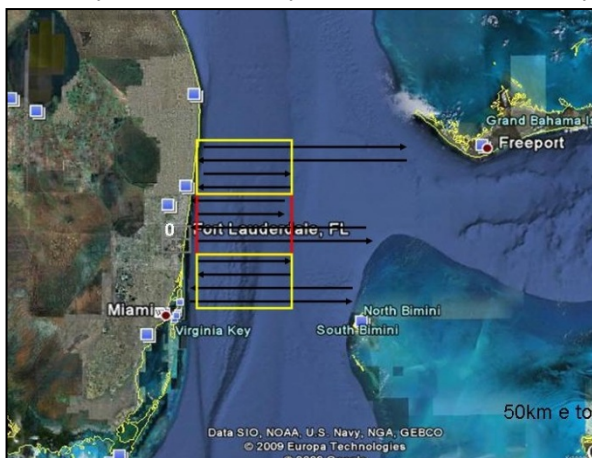 Grand Bahama Is
Freeport
0
Fort Lauderdale, FL
Miami
Virginia Key
North Bimini
South Bimini
50km e to
Data SIO, NOAA, U.S. Navy, NGA, GEBCO
© 2009 Europa Technologies